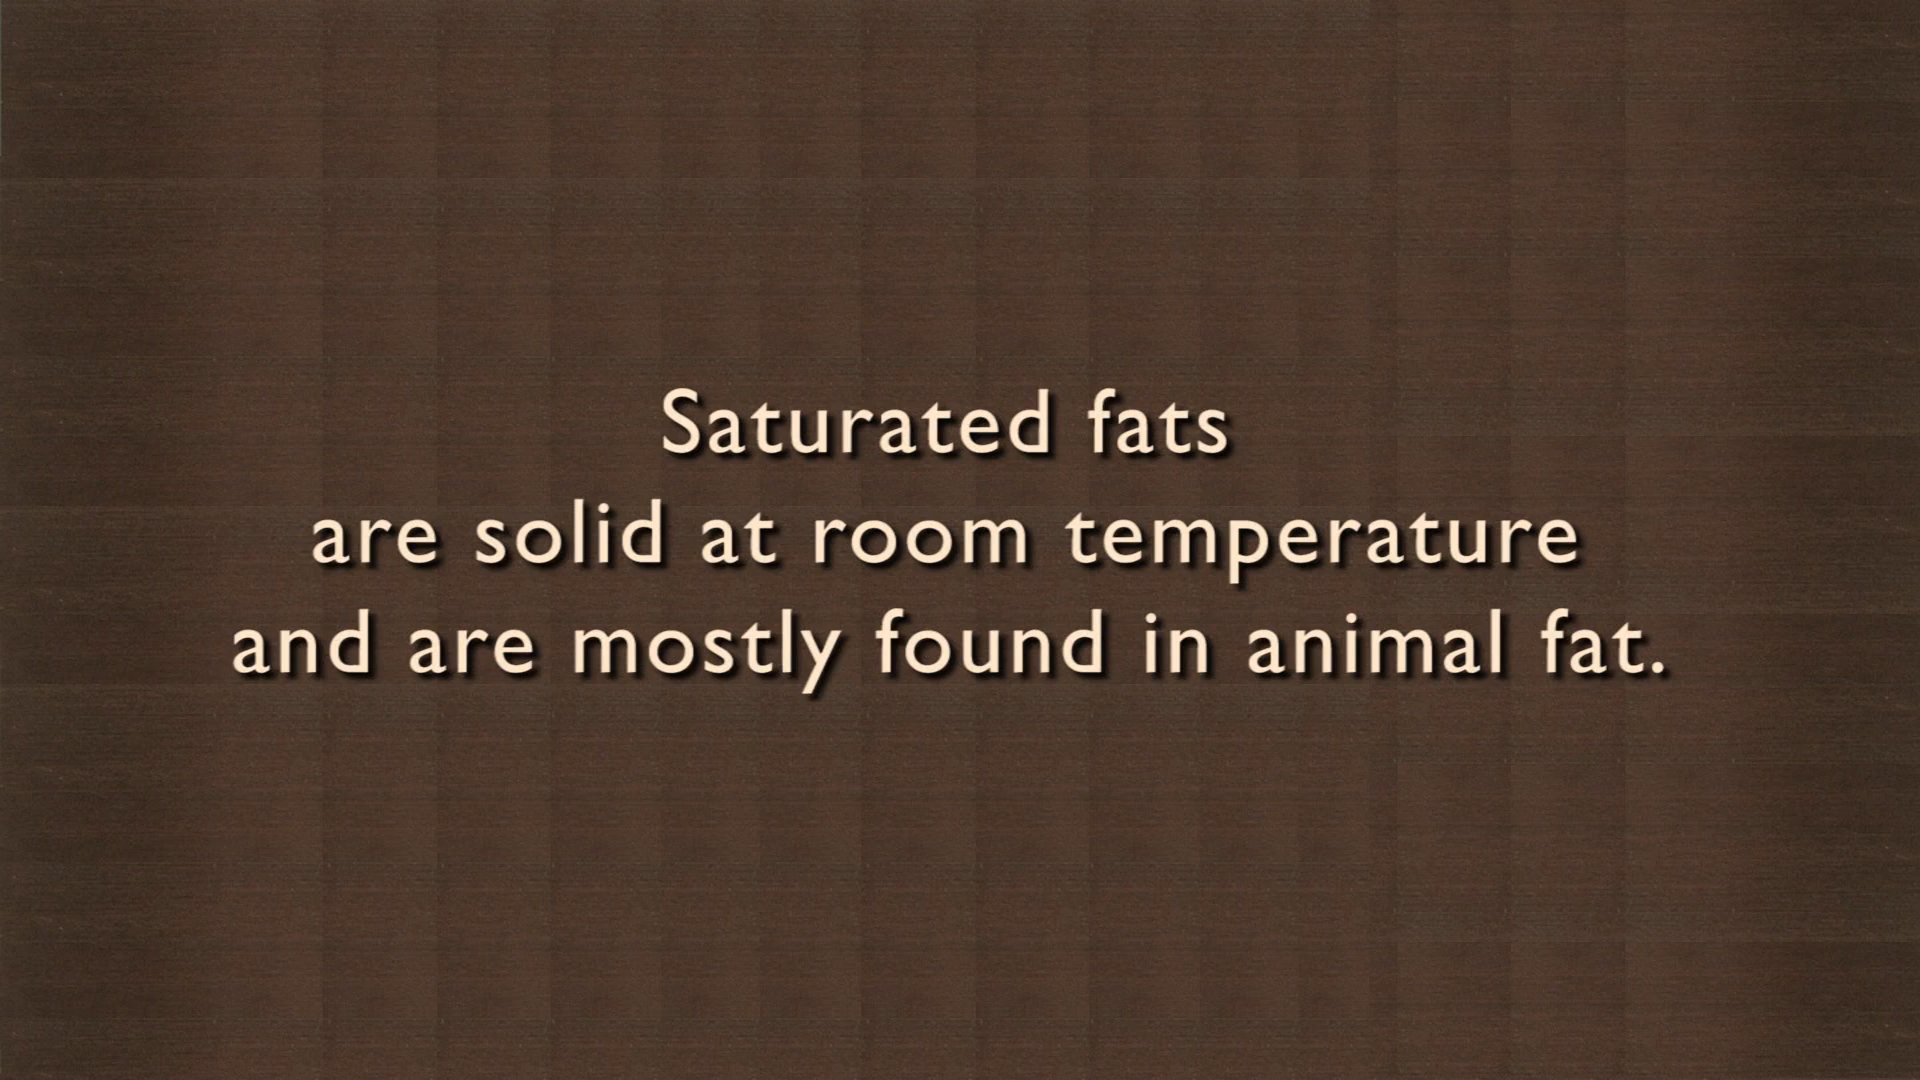 Saturated fats
are solid at room temperature
and are mostly found in animal fat.